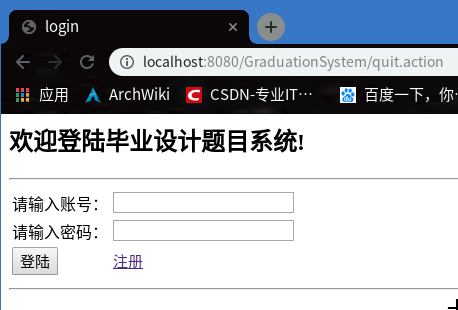 login
localhost:8080/GraduationSystem/quit.action
应用 ArchWiki CSDN-专业IT… 百度一下，你…
欢迎登陆毕业设计题目系统!
请输入账号：
请输入密码：
登陆 注册